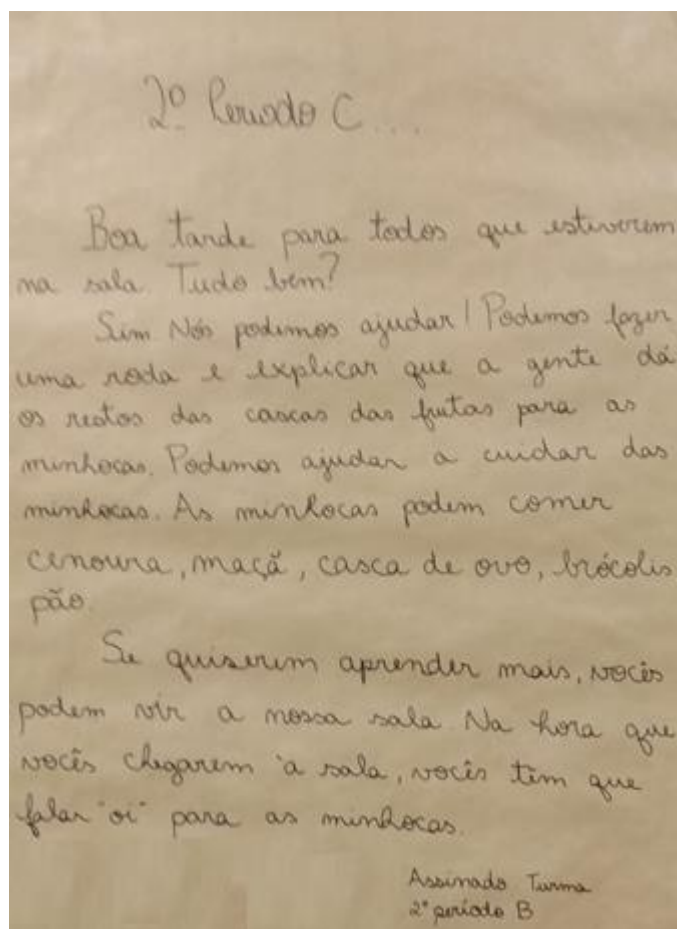 2º Período C...
Boa tarde para todos que estiverem
na sala. Tudo bem?
Sim Nós podemos ajudar! Podemos fazer
uma roda e explicar que a gente dá
os restos das cascas das frutas para as
minhocas. Podemos ajudar a cuidar das
minhocas. As minhocas podem comer
cenoura, maçã, casca de ovo, brócolis
pão.
Se quiserem aprender mais, vocês
podem vir a nossa sala. Na hora que
vocês chegarem à sala, vocês têm que
falar "oi" para as minhocas.
Assinado Turma
2º período B